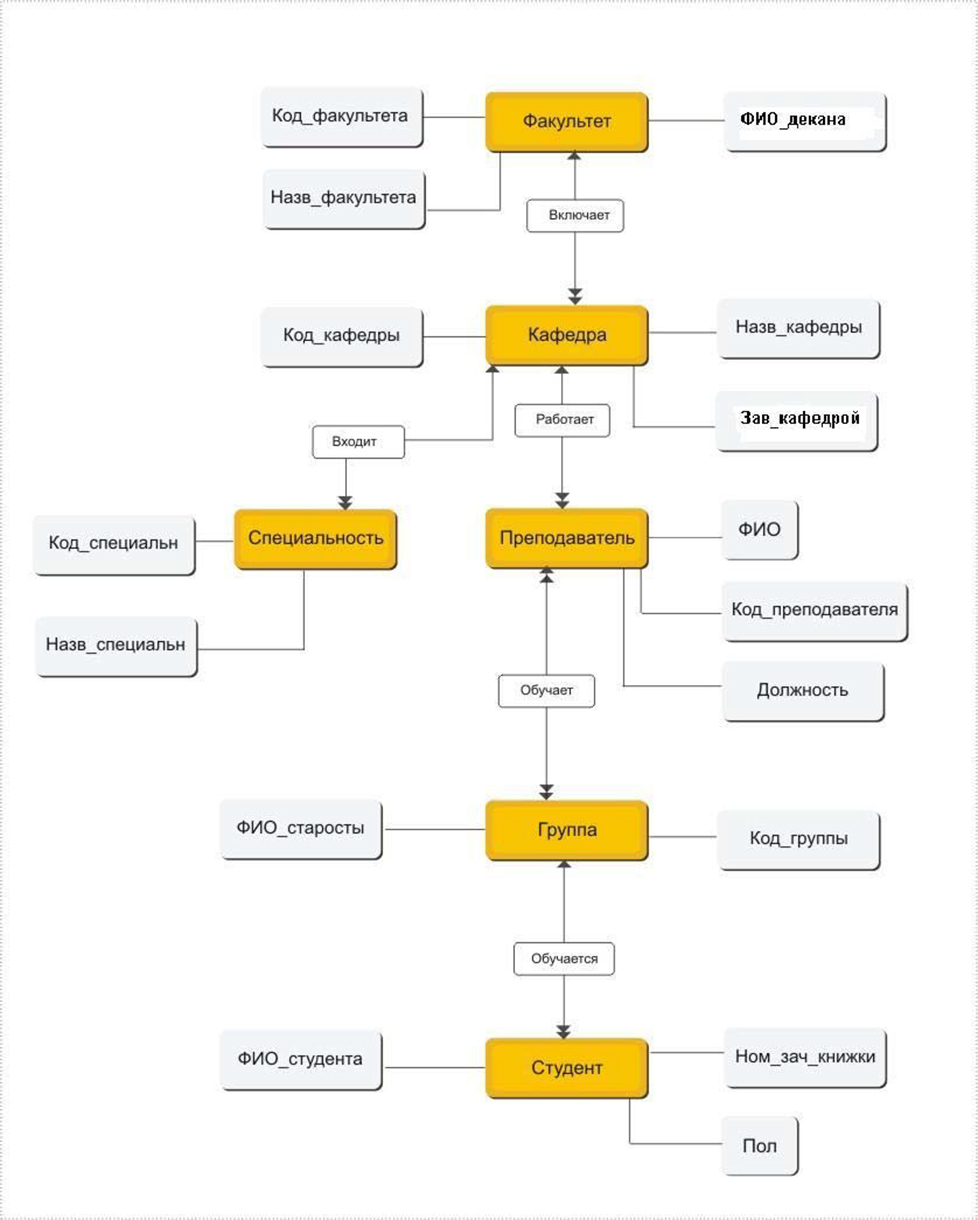 Код_факультета
Факультет
ФИО_декана
Назв_факультета
Включает
Код_кафедры
Кафедра
Назв_кафедры
Работает
Зав_кафедрой
Входит
Код_специальн
Специальность
Преподаватель
ФИО
Код_преподавателя
Назв_специальн
Обучает
Должность
ФИО_старосты
Группа
Код_группы
Обучается
ФИО_студента
Студент
Ном_зач_книжки
Пол